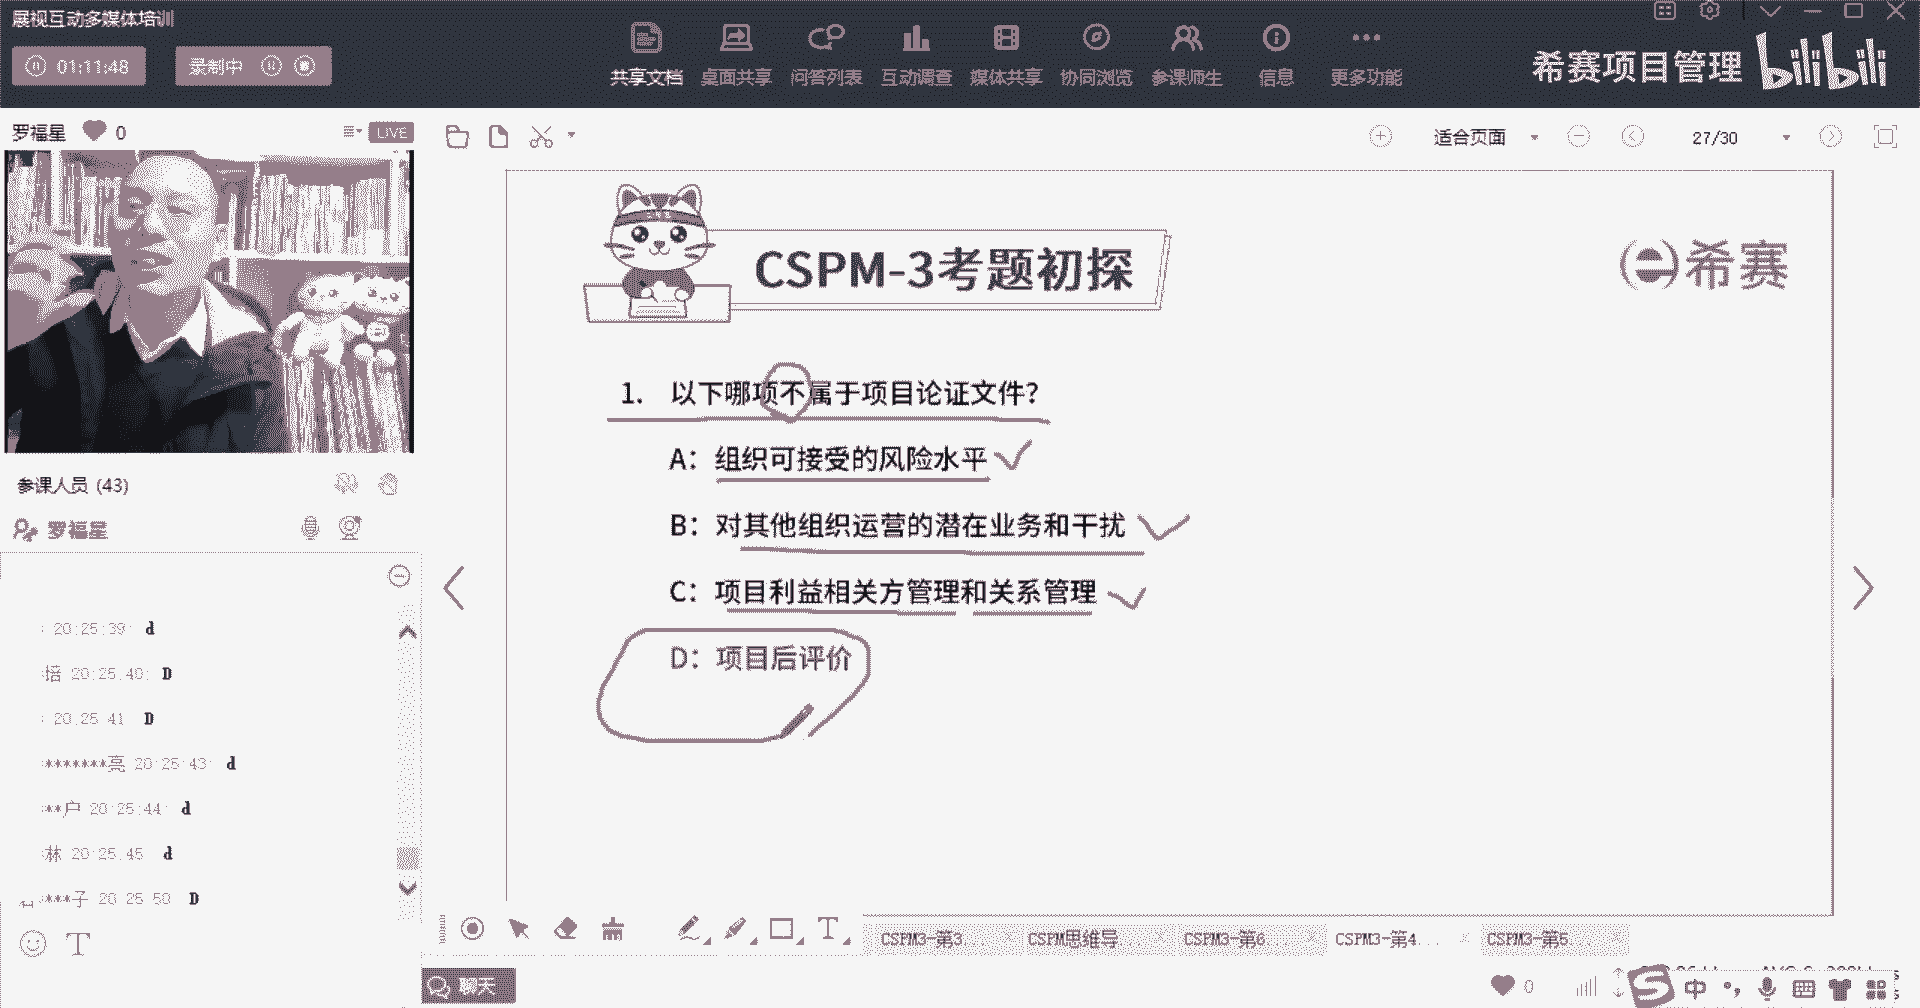 展视互动多媒体培训
01:11:48 录制中
共享文档 桌面共享 问答列表 互动调查 媒体共享 协同浏览 参课师生 信息 更多功能
希赛项目管理 bilibili
罗福星 0 LIVE
适合页面 27/30
CSPM-3考题初探
希赛
1. 以下哪项不属于项目论证文件？
A：组织可接受的风险水平
B：对其他组织运营的潜在业务和干扰
C：项目利益相关方管理和关系管理
D：项目后评价
参课人员 (43)
罗福星
20:25:39 d
培 20:25:40: D
20:25:41 D
*******亮 20:25:43: d
**户 20:25:44: d
林 20:25:45 d
***子 20:25:50 D
T
T
CSPM3-第3... CSPM思维导... CSPM3-第6... CSPM3-第4... CSPM3-第5...
聊天
0
S 中